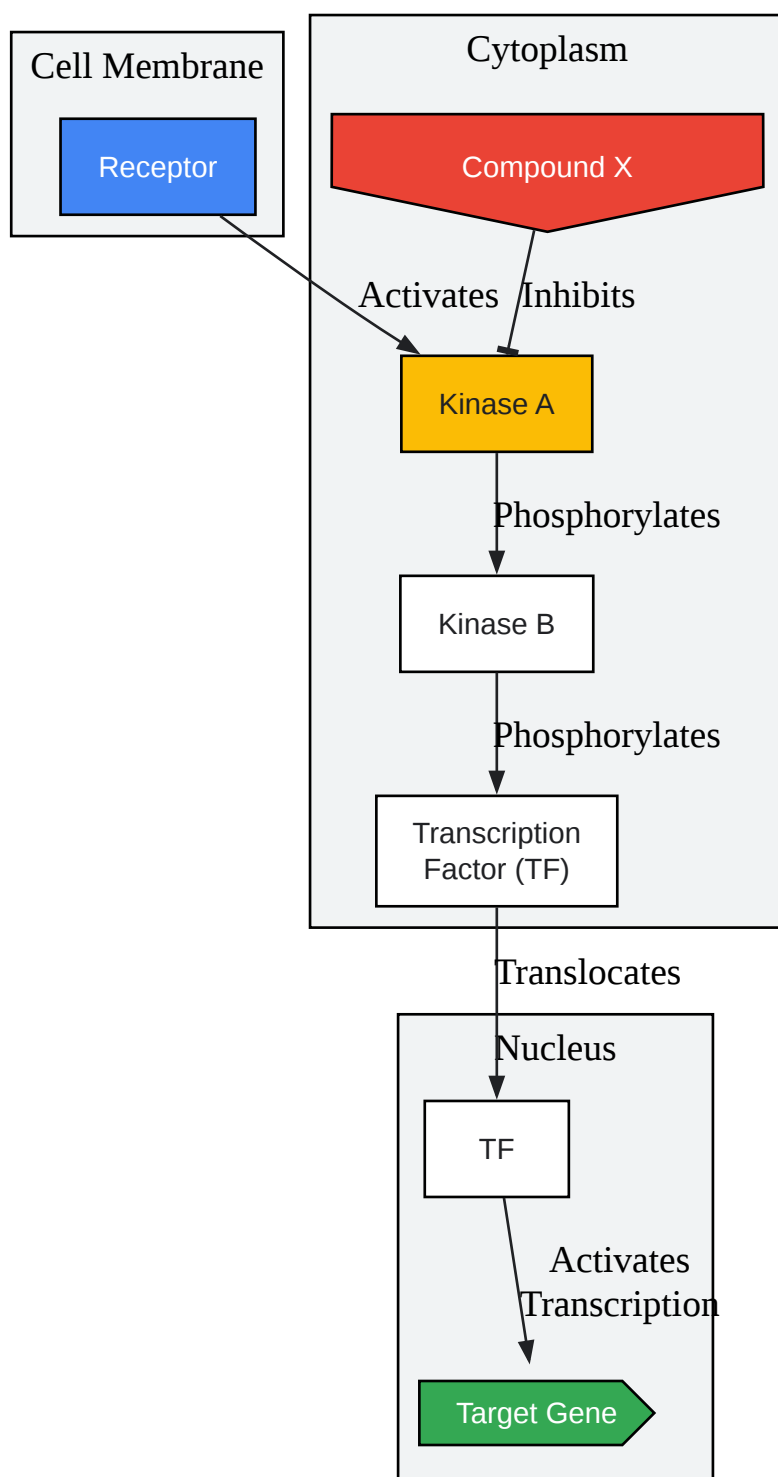 Cell Membrane
Receptor
Cytoplasm
Compound X
Activates
Inhibits
Kinase A
Phosphorylates
Kinase B
Phosphorylates
Transcription
Factor (TF)
Translocates
Nucleus
TF
Activates
Transcription
Target Gene